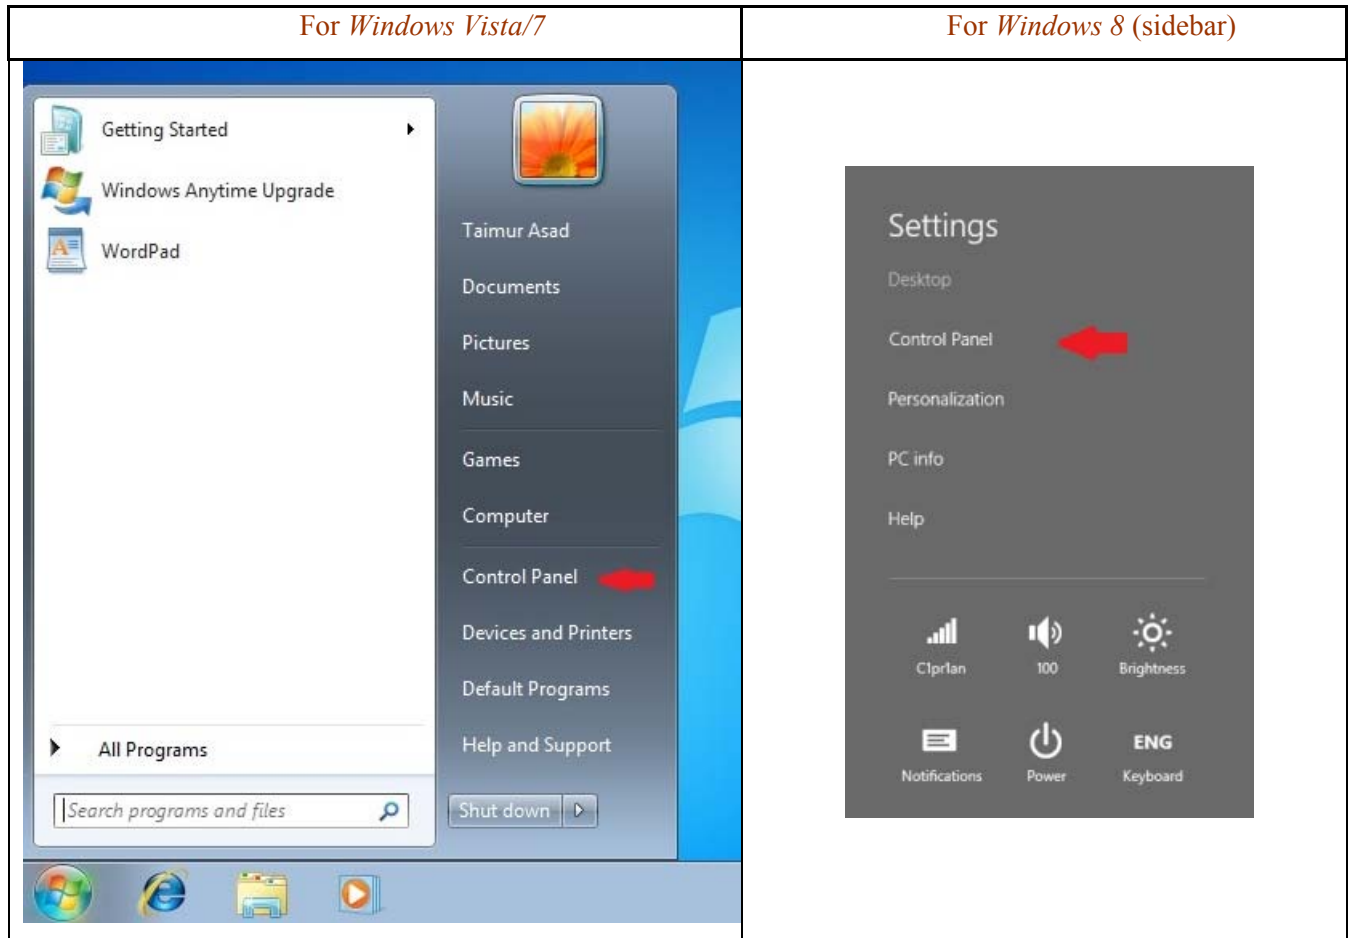 For Windows Vista/7
For Windows 8 (sidebar)
Getting Started
Windows Anytime Upgrade
WordPad
All Programs
Search programs and files
Taimur Asad
Documents
Pictures
Music
Games
Computer
Control Panel
Devices and Printers
Default Programs
Help and Support
Shut down
Settings
Desktop
Control Panel
Personalization
PC info
Help
C1pr1an
100
Brightness
ENG
Notifications
Power
Keyboard